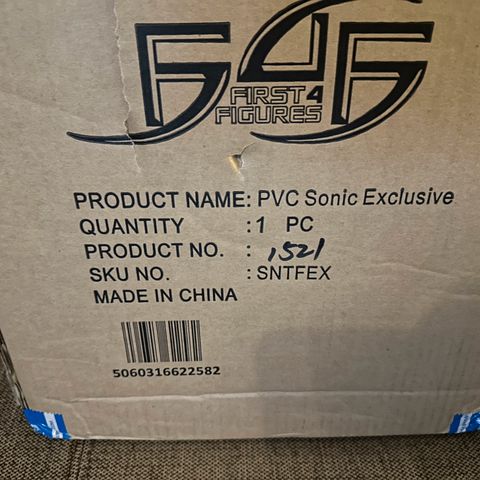 F4F
FIRST 4
FIGURES
PRODUCT NAME: PVC Sonic Exclusive
QUANTITY : 1 PC
PRODUCT NO. : 1521
SKU NO. : SNTFEX
MADE IN CHINA
5060316622582